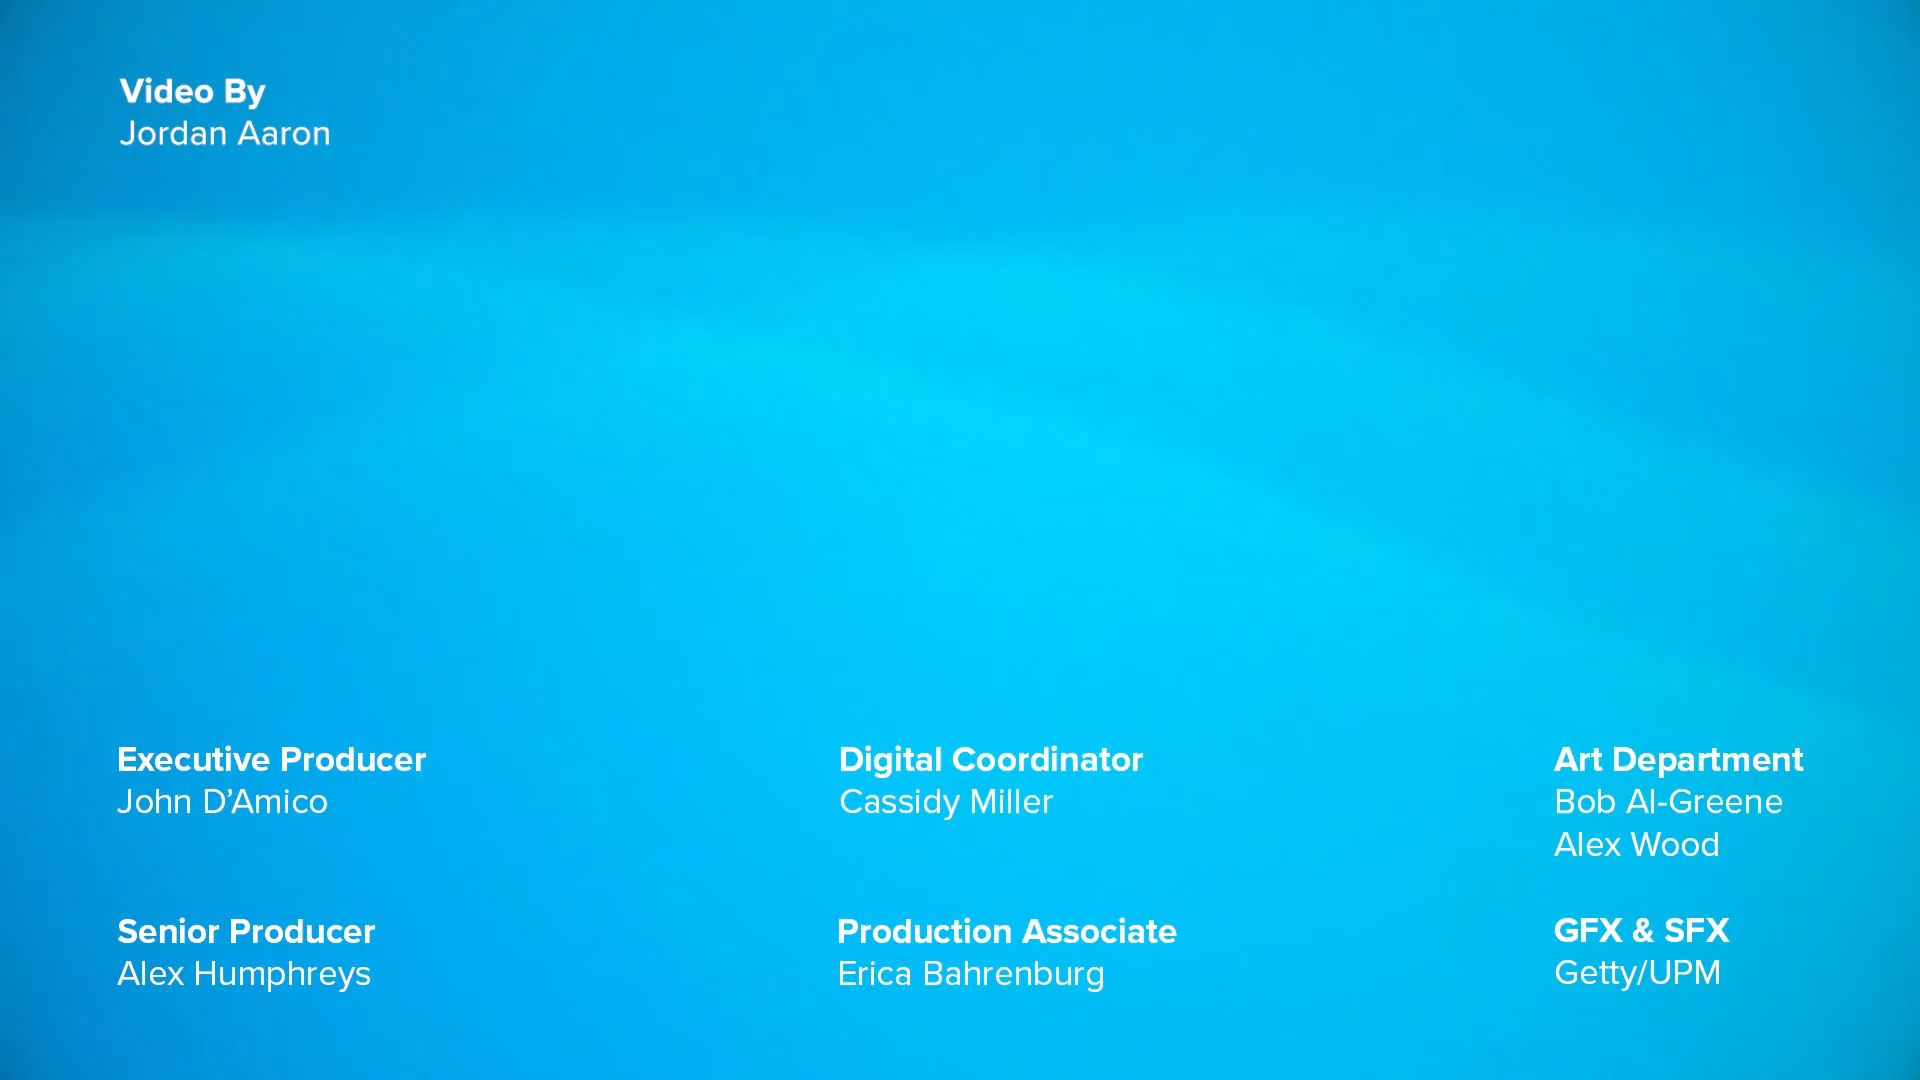 Video By
Jordan Aaron
Executive Producer
John D’Amico
Senior Producer
Alex Humphreys
Digital Coordinator
Cassidy Miller
Production Associate
Erica Bahrenburg
Art Department
Bob Al-Greene
Alex Wood
GFX & SFX
Getty/UPM